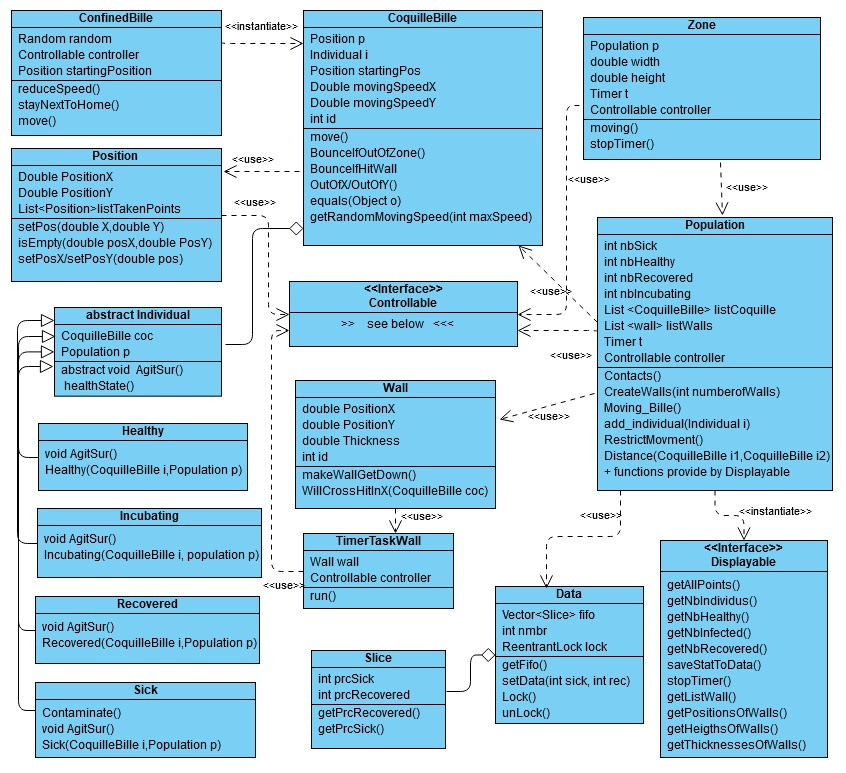 ConfinedBille
Random random
Controllable controller
Position startingPosition
reduceSpeed()
stayNextToHome()
move()
<<instantiate>>
CoquilleBille
Position p
Individual i
Position startingPos
Double movingSpeedX
Double movingSpeedY
int id
move()
BounceIfOutOfZone()
BounceIfHitWall
OutOfX/OutOfY()
equals(Object o)
getRandomMovingSpeed(int maxSpeed)
Zone
Population p
double width
double height
Timer t
Controllable controller
moving()
stopTimer()
Position
Double PositionX
Double PositionY
List<Position>listTakenPoints
setPos(double X,double Y)
isEmpty(double posX,double PosY)
setPosX/setPosY(double pos)
<<use>>
<<use>>
<<use>>
<<use>>
Population
int nbSick
int nbHealthy
int nbRecovered
int nbIncubating
List <CoquilleBille> listCoquille
List <wall> listWalls
Timer t
Controllable controller
Contacts()
CreateWalls(int numberofWalls)
Moving_Bille()
add_individual(Individual i)
RestrictMovment()
Distance(CoquilleBille i1,CoquilleBille i2)
+ functions provide by Displayable
<<Interface>>
Controllable
>> see below <<<
<<use>>
<<use>>
abstract Individual
CoquilleBille coc
Population p
abstract void AgitSur()
healthState()
Wall
double PositionX
double PositionY
double Thickness
int id
makeWallGetDown()
WillCrossHitInX(CoquilleBille coc)
<<use>>
<<use>>
Healthy
void AgitSur()
Healthy(CoquilleBille i,Population p)
Incubating
void AgitSur()
Incubating(CoquilleBille i, population p)
TimerTaskWall
Wall wall
Controllable controller
run()
<<use>>
<<use>>
<<instantiate>>
Recovered
void AgitSur()
Recovered(CoquilleBille i,Population p)
Data
Vector<Slice> fifo
int nmbr
ReentrantLock lock
getFifo()
setData(int sick, int rec)
Lock()
unLock()
<<Interface>>
Displayable
getAllPoints()
getNbIndividus()
getNbHealthy()
getNbInfected()
getNbRecovered()
saveStatToData()
stopTimer()
getListWall()
getPositionsOfWalls()
getHeigthsOfWalls()
getThicknessesOfWalls()
Slice
int prcSick
int prcRecovered
getPrcRecovered()
getPrcSick()
Sick
Contaminate()
void AgitSur()
Sick(CoquilleBille i,Population p)